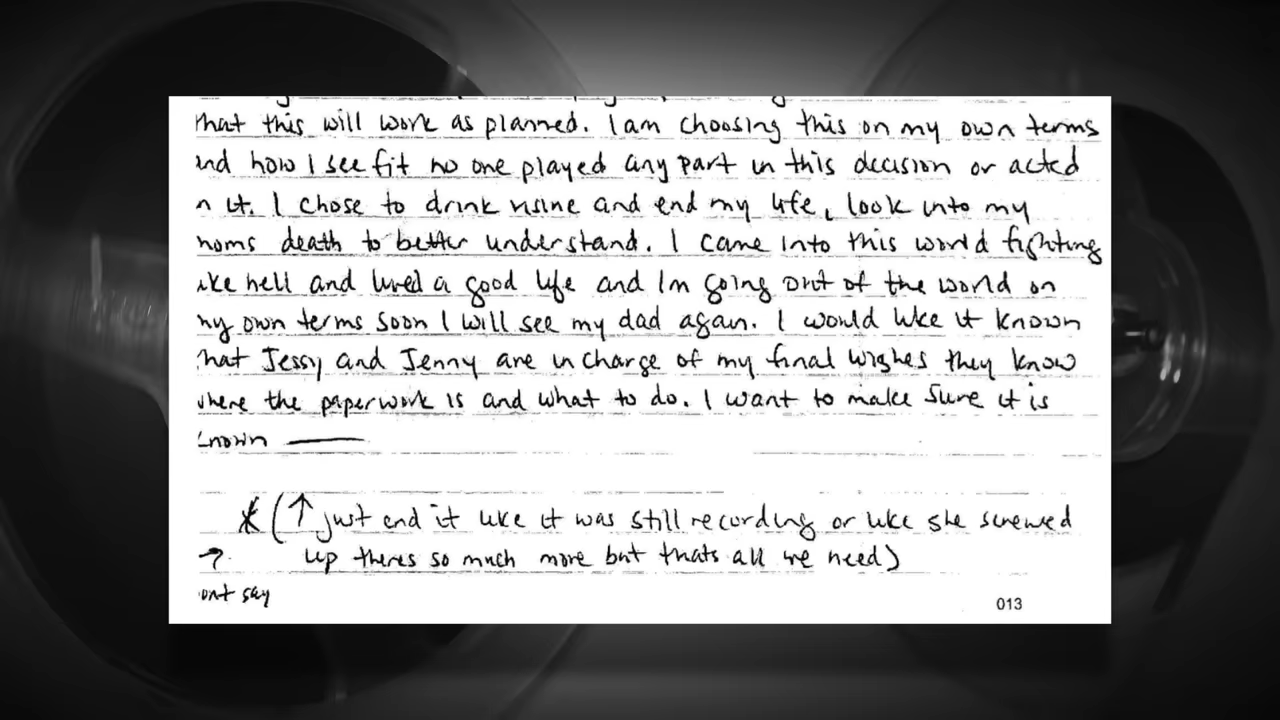 that this will work as planned. I am choosing this on my own terms
and how I see fit no one played any part in this decision or acted
n it. I chose to drink visine and end my life, look into my
moms death to better understand. I came into this world fighting
like hell and lived a good life and Im going out of the world on
my own terms soon I will see my dad again. I would like it known
that Jessy and Jenny are in charge of my final wishes they know
where the paperwork is and what to do. I want to make sure it is
known
* (↑ just end it like it was still recording or like she screwed
→ up theres so much more but thats all we need)
ont say
013